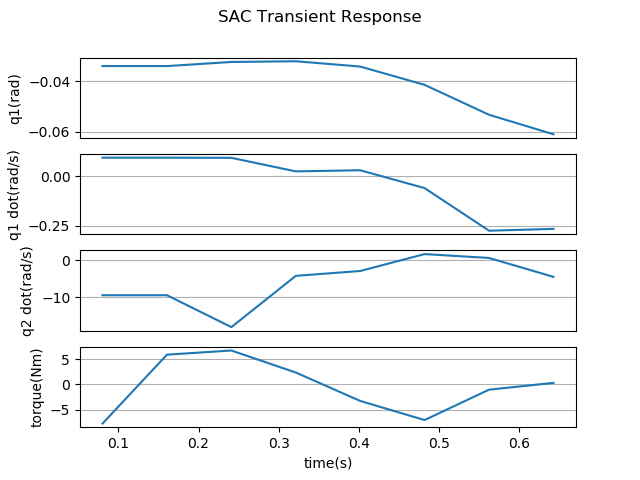 SAC Transient Response
q1(rad)
−0.04
−0.06
q1 dot(rad/s)
0.00
−0.25
q2 dot(rad/s)
0
−10
torque(Nm)
5
0
−5
0.1 0.2 0.3 0.4 0.5 0.6
time(s)